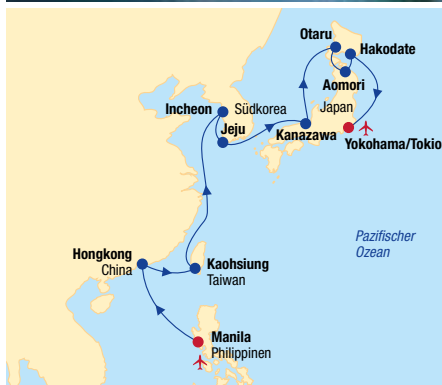 Otaru
Hakodate
Aomori
Japan
Incheon
Südkorea
Jeju
Kanazawa
Yokohama/Tokio
Pazifischer
Ozean
Hongkong
China
Kaohsiung
Taiwan
Manila
Philippinen